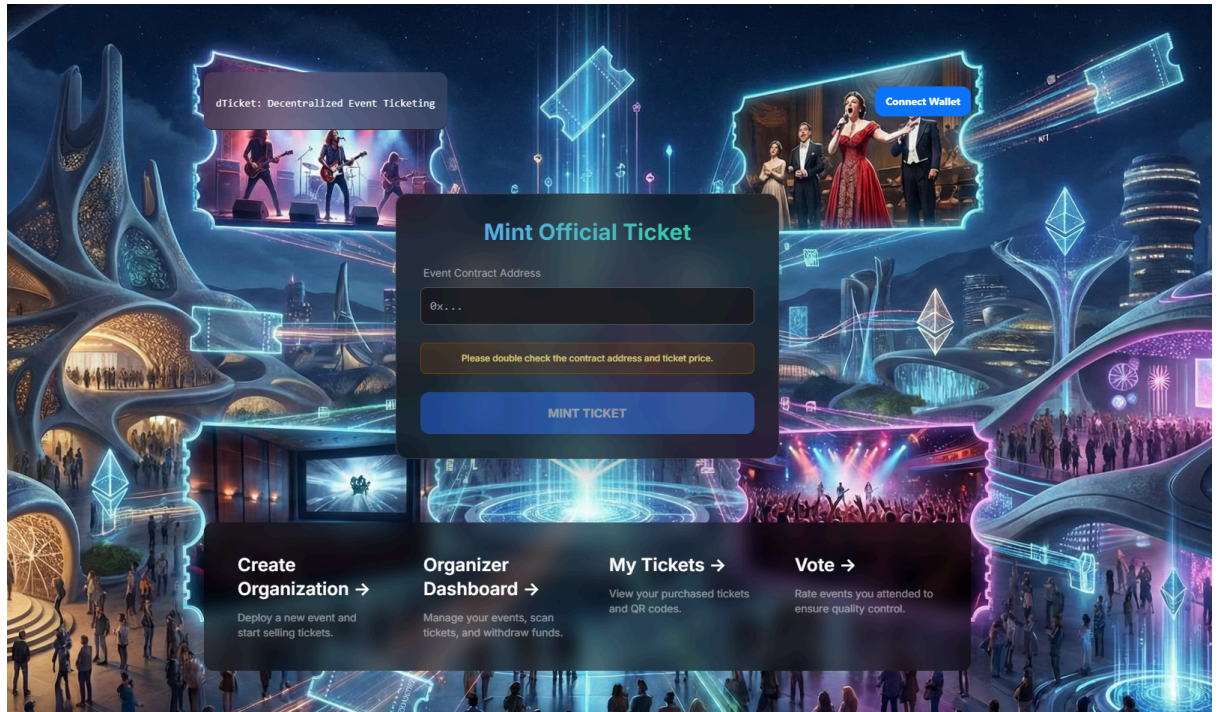 dTicket: Decentralized Event Ticketing
Connect Wallet
NFT
Mint Official Ticket
Event Contract Address
0x...
Please double check the contract address and ticket price.
MINT TICKET
Create
Organization →
Deploy a new event and
start selling tickets.
Organizer
Dashboard →
Manage your events, scan
tickets, and withdraw funds.
My Tickets →
View your purchased tickets
and QR codes.
Vote →
Rate events you attended to
ensure quality control.